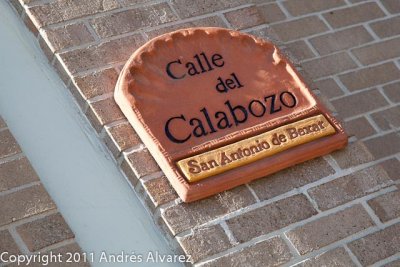 Calle
del
Calabozo
San Antonio de Bexar
Copyright 2011 Andrés Alvarez